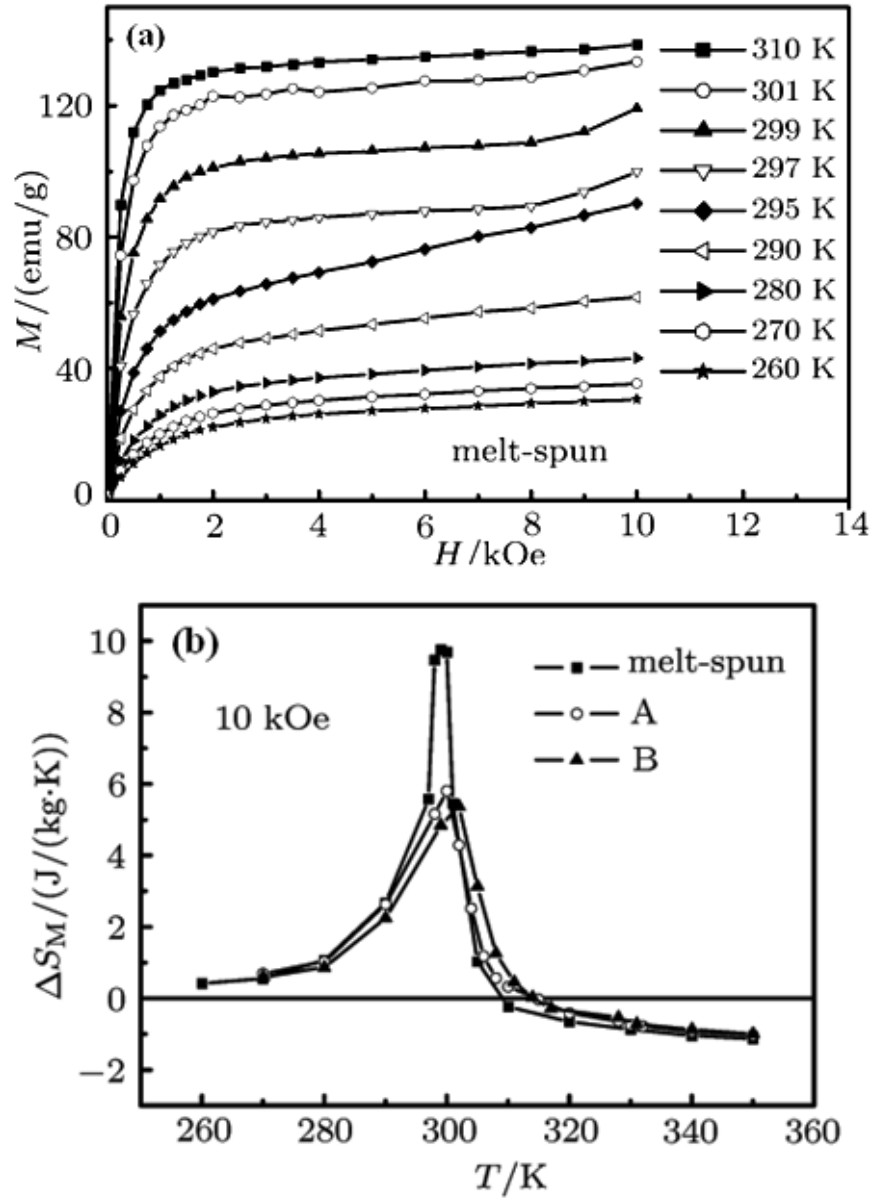 (a)
120
80
40
0
M/(emu/g)
310 K
301 K
299 K
297 K
295 K
290 K
280 K
270 K
260 K
melt-spun
0 2 4 6 8 10 12 14
H/kOe
(b)
10
8
6
4
2
0
−2
ΔS_M/(J/(kg·K))
10 kOe
melt-spun
A
B
260 280 300 320 340 360
T/K